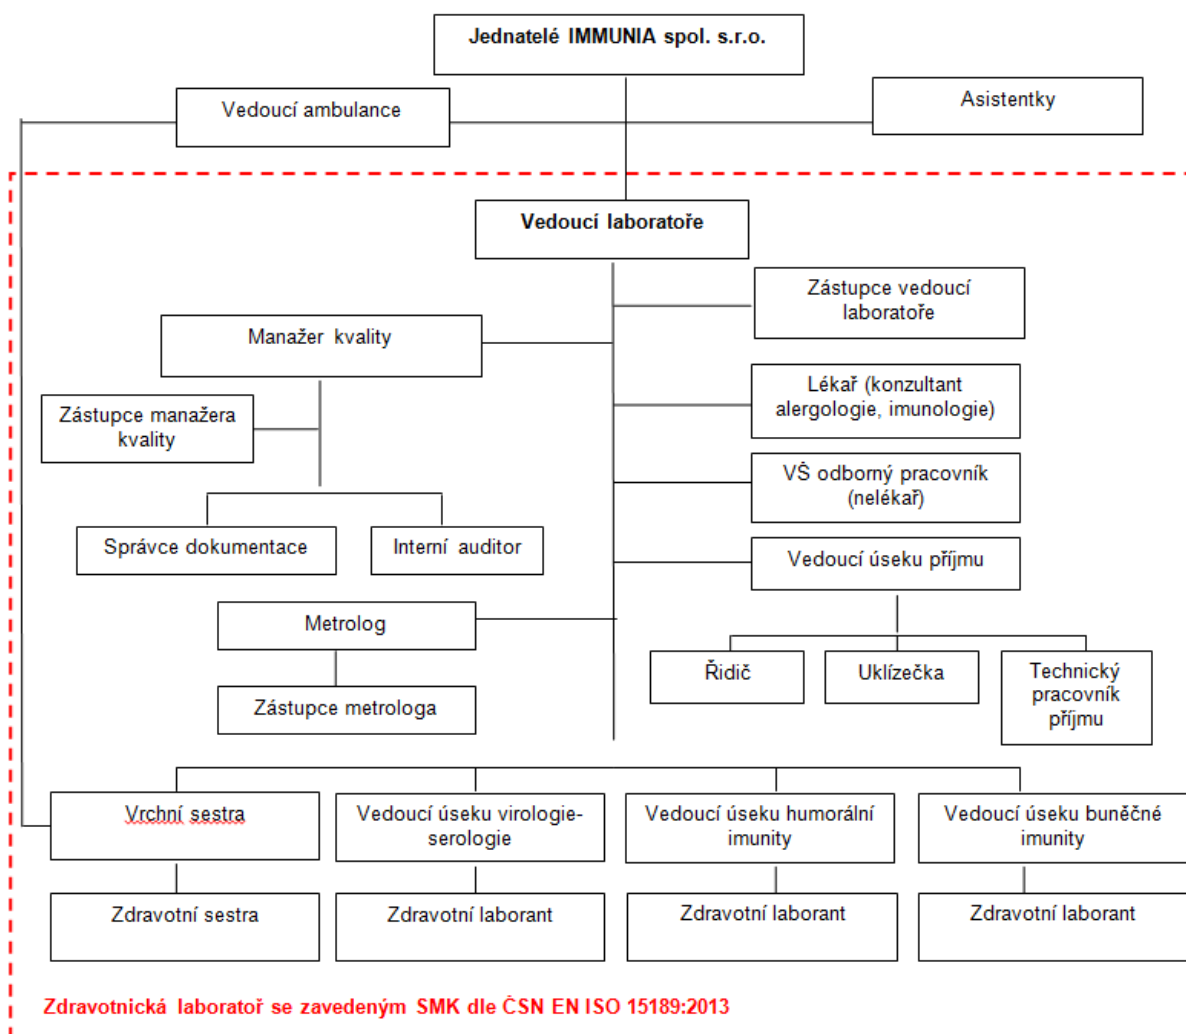 Jednatelé IMMUNIA spol. s.r.o.
Vedoucí ambulance
Asistentky
Vedoucí laboratoře
Zástupce vedoucí
laboratoře
Manažer kvality
Lékař (konzultant
alergologie, imunologie)
Zástupce manažera
kvality
VŠ odborný pracovník
(nelékař)
Správce dokumentace
Interní auditor
Vedoucí úseku příjmu
Metrolog
Řidič
Uklízečka
Technický
pracovník
příjmu
Zástupce metrologa
Vrchní sestra
Vedoucí úseku virologie-
serologie
Vedoucí úseku humorální
imunity
Vedoucí úseku buněčné
imunity
Zdravotní sestra
Zdravotní laborant
Zdravotní laborant
Zdravotní laborant
Zdravotnická laboratoř se zavedeným SMK dle ČSN EN ISO 15189:2013